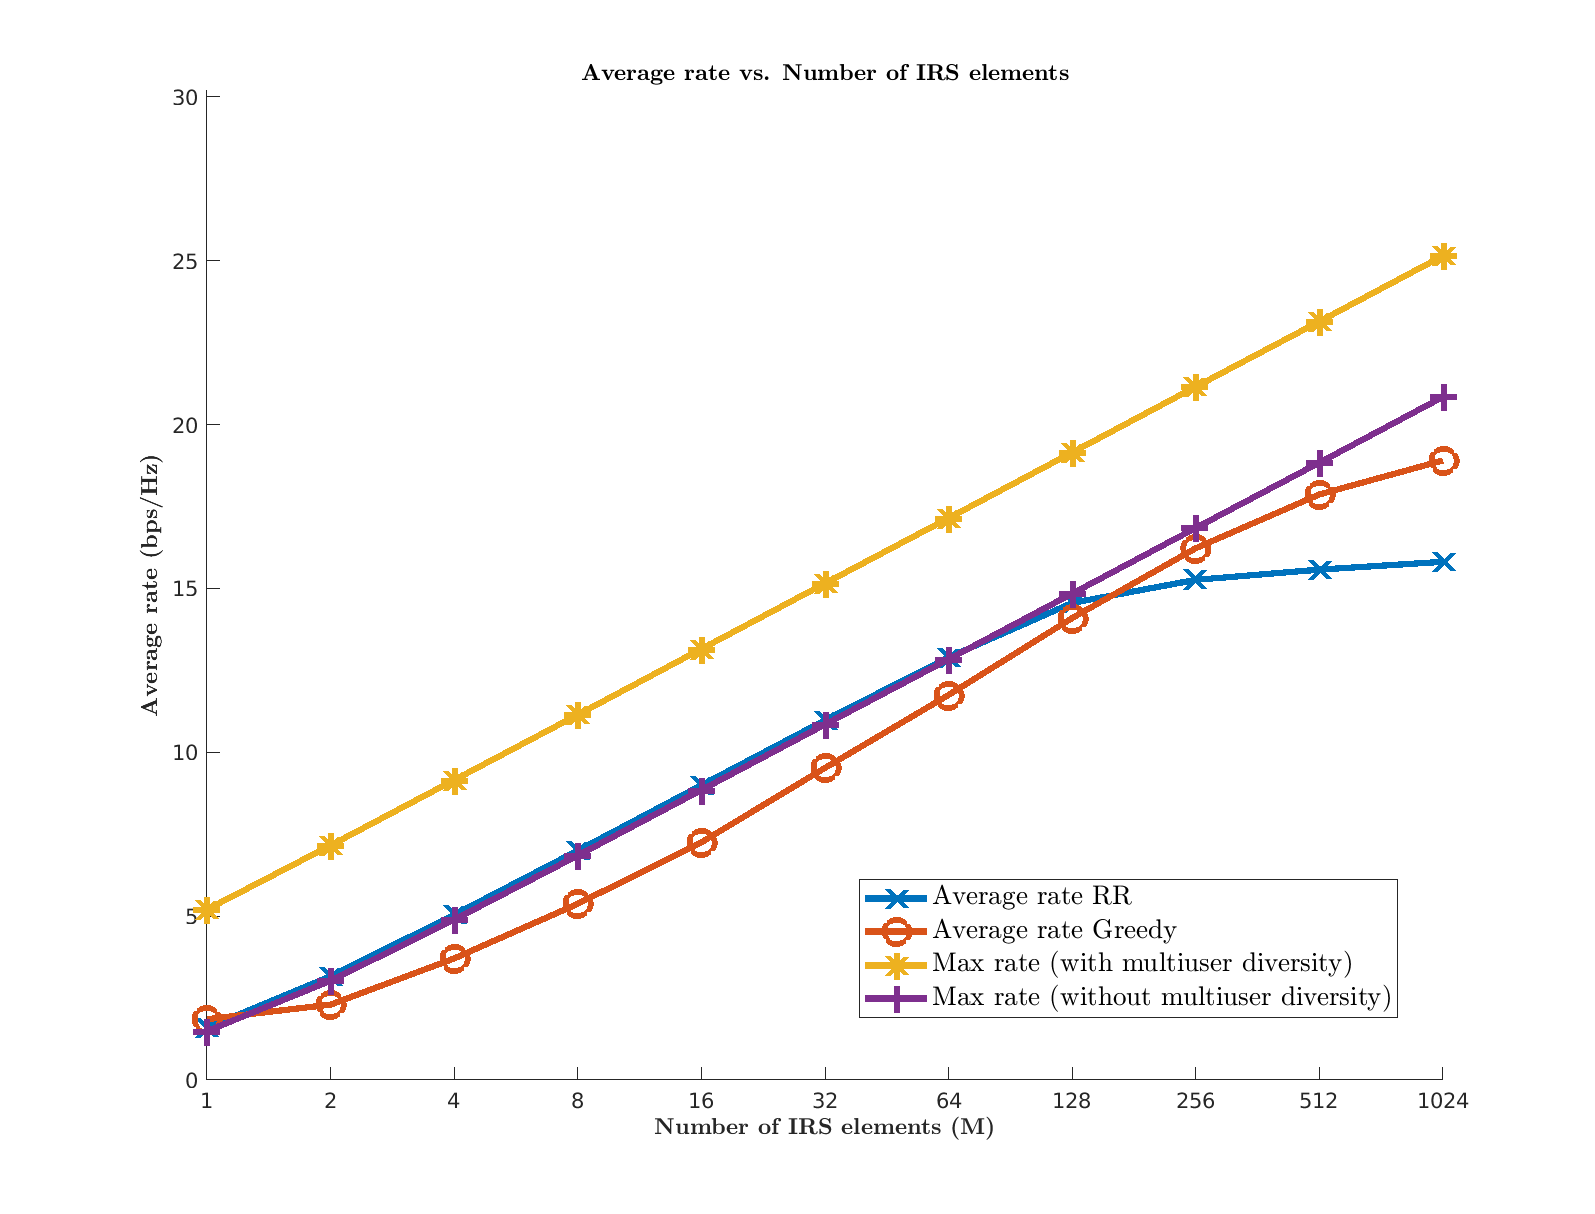 Average rate vs. Number of IRS elements
30
25
20
15
10
5
0
Average rate (bps/Hz)
Average rate RR
Average rate Greedy
Max rate (with multiuser diversity)
Max rate (without multiuser diversity)
1 2 4 8 16 32 64 128 256 512 1024
Number of IRS elements (M)